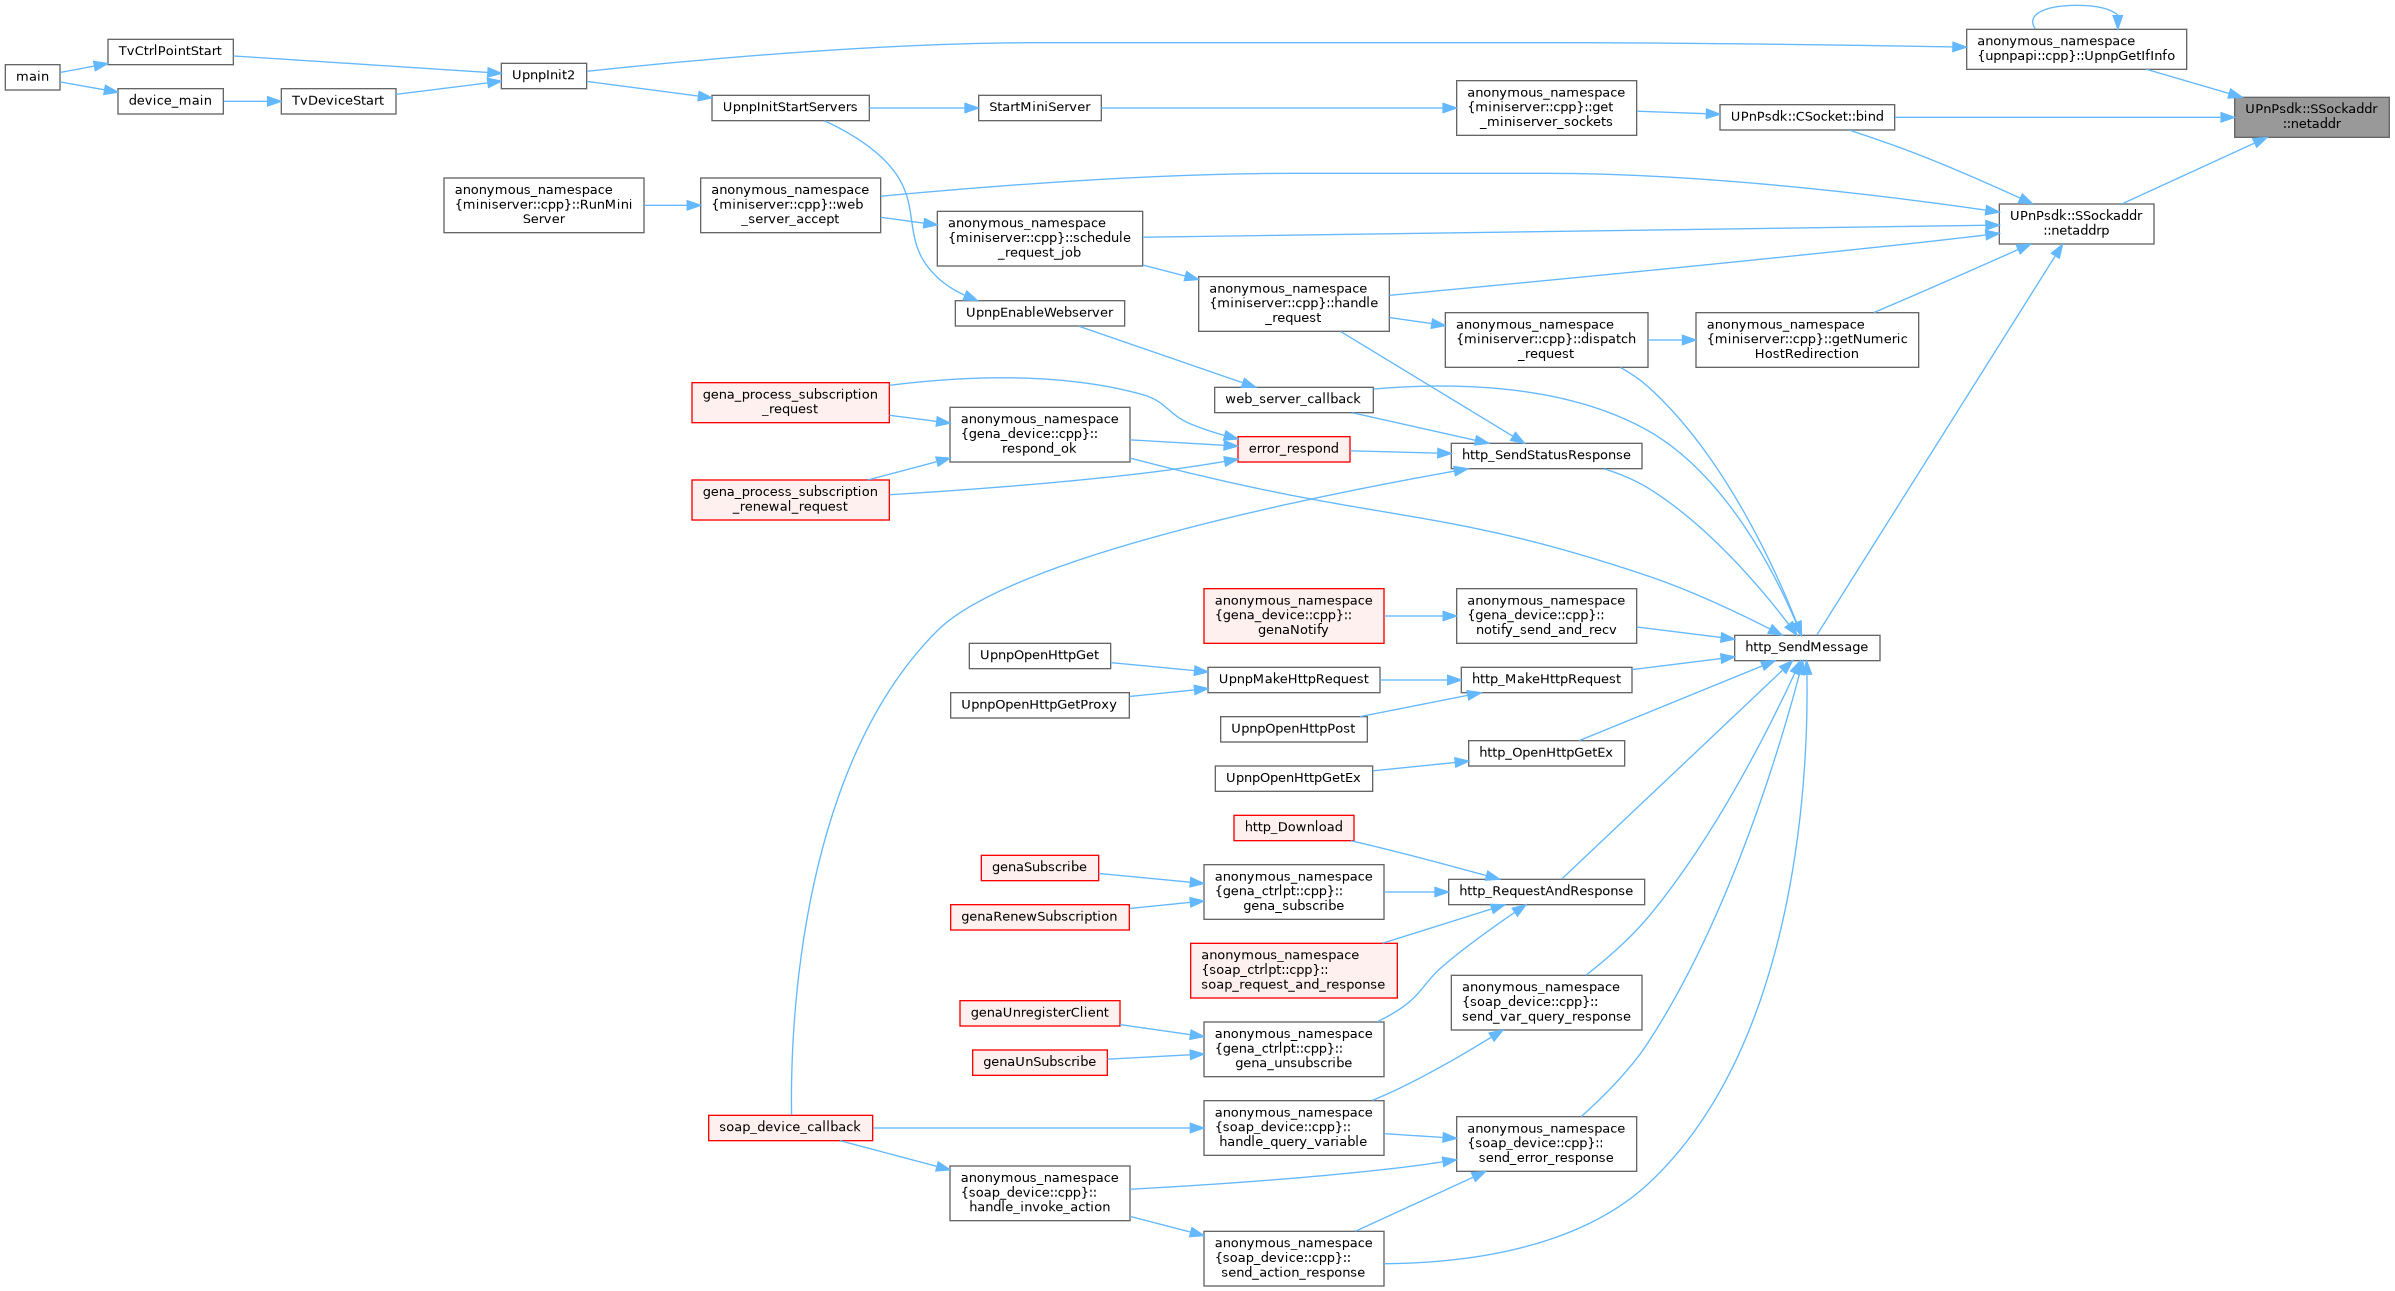 main
TvCtrlPointStart
device_main
TvDeviceStart
UpnpInit2
UpnpInitStartServers
StartMiniServer
anonymous_namespace
{miniserver::cpp}::get
_miniserver_sockets
UPnPsdk::CSocket::bind
anonymous_namespace
{upnpapi::cpp}::UpnpGetIfInfo
UPnPsdk::SSockaddr
::netaddr
anonymous_namespace
{miniserver::cpp}::RunMini
Server
anonymous_namespace
{miniserver::cpp}::web
_server_accept
anonymous_namespace
{miniserver::cpp}::schedule
_request_job
UPnPsdk::SSockaddr
::netaddrp
UpnpEnableWebserver
anonymous_namespace
{miniserver::cpp}::handle
_request
anonymous_namespace
{miniserver::cpp}::dispatch
_request
anonymous_namespace
{miniserver::cpp}::getNumeric
HostRedirection
web_server_callback
gena_process_subscription
_request
anonymous_namespace
{gena_device::cpp}::
respond_ok
error_respond
http_SendStatusResponse
gena_process_subscription
_renewal_request
anonymous_namespace
{gena_device::cpp}::
genaNotify
anonymous_namespace
{gena_device::cpp}::
notify_send_and_recv
http_SendMessage
UpnpOpenHttpGet
UpnpMakeHttpRequest
http_MakeHttpRequest
UpnpOpenHttpGetProxy
UpnpOpenHttpPost
http_OpenHttpGetEx
UpnpOpenHttpGetEx
http_Download
genaSubscribe
anonymous_namespace
{gena_ctrlpt::cpp}::
gena_subscribe
http_RequestAndResponse
genaRenewSubscription
anonymous_namespace
{soap_ctrlpt::cpp}::
soap_request_and_response
anonymous_namespace
{soap_device::cpp}::
send_var_query_response
genaUnregisterClient
anonymous_namespace
{gena_ctrlpt::cpp}::
gena_unsubscribe
genaUnSubscribe
soap_device_callback
anonymous_namespace
{soap_device::cpp}::
handle_query_variable
anonymous_namespace
{soap_device::cpp}::
send_error_response
anonymous_namespace
{soap_device::cpp}::
handle_invoke_action
anonymous_namespace
{soap_device::cpp}::
send_action_response